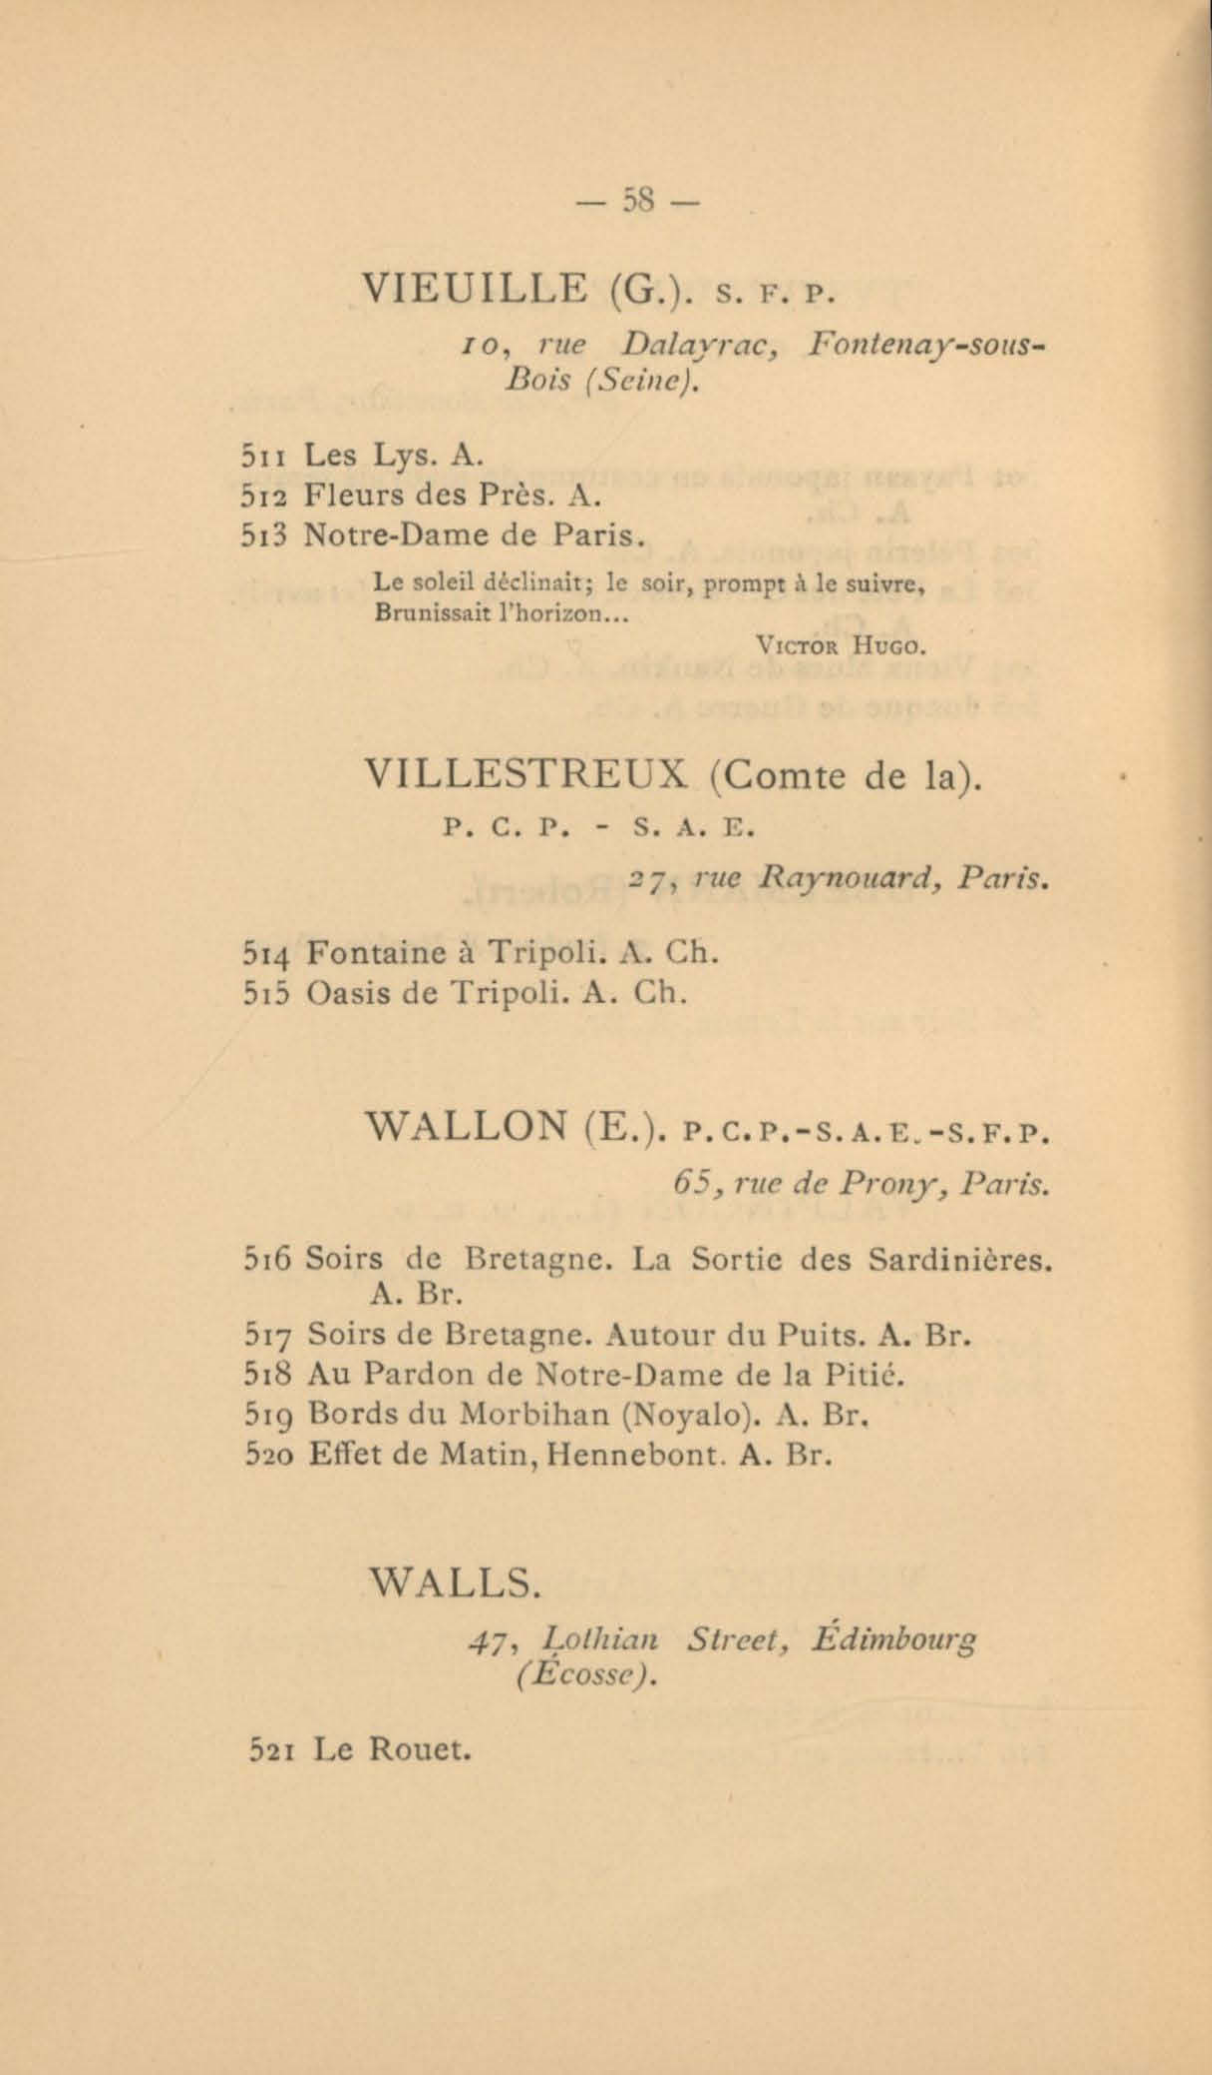 — 58 —
VIEUILLE (G.). S. F. P.
10, rue Dalayrac, Fontenay-sous-
Bois (Seine).
511 Les Lys. A.
512 Fleurs des Près. A.
513 Notre-Dame de Paris.
Le soleil déclinait; le soir, prompt à le suivre,
Brunissait l'horizon...
VICTOR HUGO.
VILLESTREUX (Comte de la).
P. C. P. - S. A. E.
27, rue Raynouard, Paris.
514 Fontaine à Tripoli. A. Ch.
515 Oasis de Tripoli. A. Ch.
WALLON (E.). P. C. P. - S. A. E. - S. F. P.
65, rue de Prony, Paris.
516 Soirs de Bretagne. La Sortie des Sardinières.
A. Br.
517 Soirs de Bretagne. Autour du Puits. A. Br.
518 Au Pardon de Notre-Dame de la Pitié.
519 Bords du Morbihan (Noyalo). A. Br.
520 Effet de Matin, Hennebont. A. Br.
WALLS.
47, Lothian Street, Édimbourg
(Écosse).
521 Le Rouet.